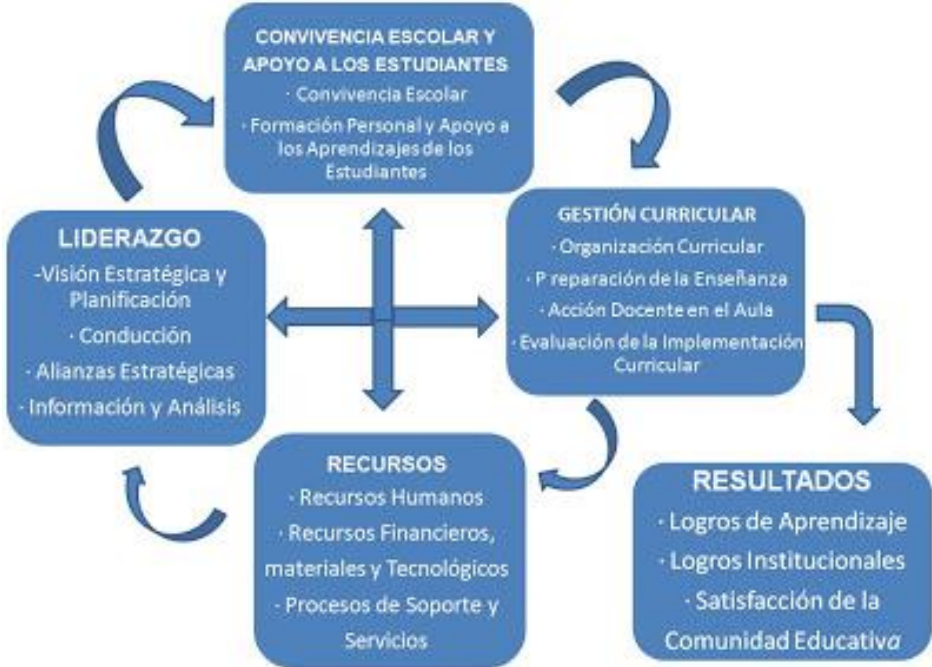 CONVIVENCIA ESCOLAR Y
APOYO A LOS ESTUDIANTES
· Convivencia Escolar
· Formación Personal y Apoyo a
los Aprendizajes de los
Estudiantes
LIDERAZGO
-Visión Estratégica y
Planificación
· Conducción
· Alianzas Estratégicas
· Información y Análisis
GESTIÓN CURRICULAR
· Organización Curricular
· P reparación de la Enseñanza
· Acción Docente en el Aula
· Evaluación de la Implementación
Curricular
RECURSOS
· Recursos Humanos
· Recursos Financieros,
materiales y Tecnológicos
· Procesos de Soporte y
Servicios
RESULTADOS
· Logros de Aprendizaje
· Logros Institucionales
· Satisfacción de la
Comunidad Educativa